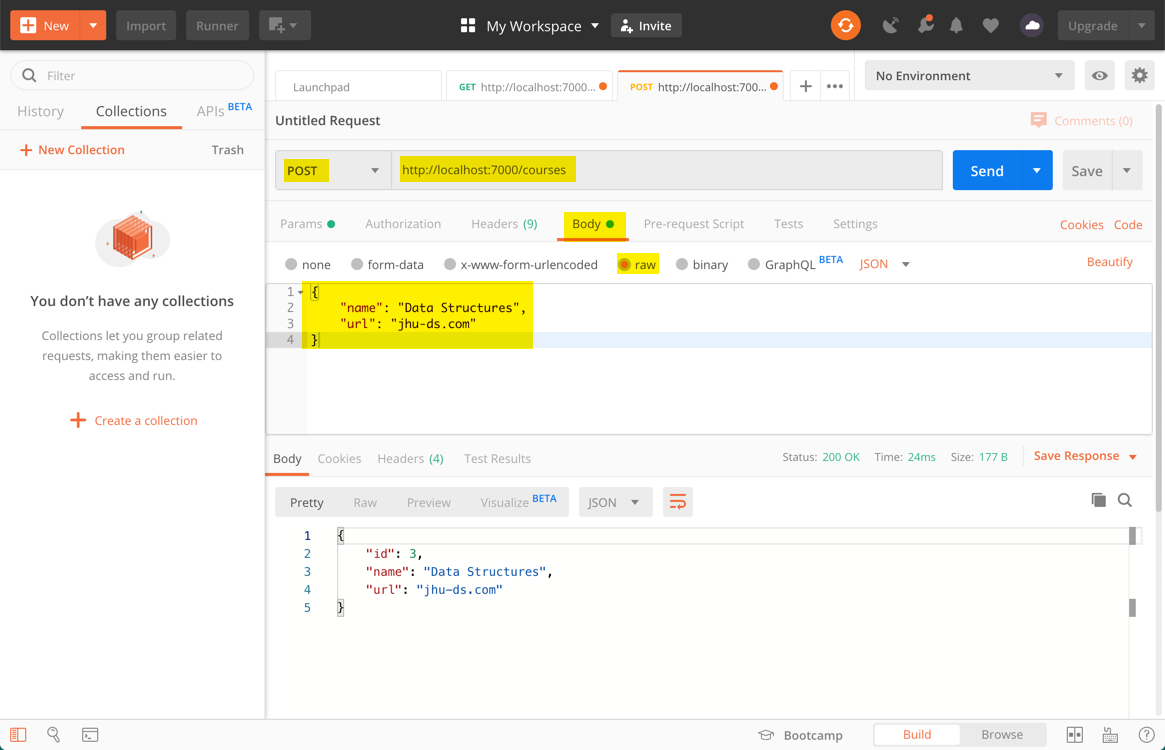 New Import Runner My Workspace Invite Upgrade
Filter
History Collections APIs BETA
+ New Collection Trash
You don't have any collections
Collections let you group related
requests, making them easier to
access and run.
+ Create a collection
Launchpad GET http://localhost:7000... POST http://localhost:700... + ••• No Environment
Untitled Request Comments (0)
POST http://localhost:7000/courses Send Save
Params Authorization Headers (9) Body Pre-request Script Tests Settings Cookies Code
none form-data x-www-form-urlencoded raw binary GraphQL BETA JSON Beautify
1 {
2 "name": "Data Structures",
3 "url": "jhu-ds.com"
4 }
Body Cookies Headers (4) Test Results Status: 200 OK Time: 24ms Size: 177 B Save Response
Pretty Raw Preview Visualize BETA JSON
1 {
2 "id": 3,
3 "name": "Data Structures",
4 "url": "jhu-ds.com"
5 }
Bootcamp Build Browse